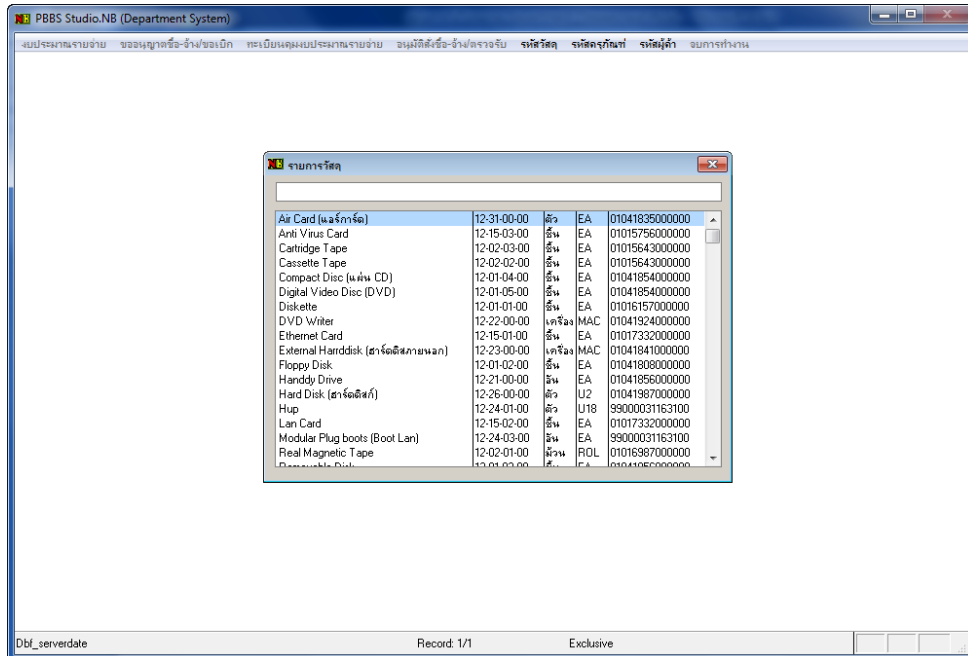 PBBS Studio.NB (Department System)
งบประมาณรายจ่าย ขออนุญาตซื้อ-จ้าง/ขอเบิก ทะเบียนคุมงบประมาณรายจ่าย อนุมัติสั่งซื้อ-จ้าง/ตรวจรับ รหัสวัสดุ รหัสครุภัณฑ์ รหัสผู้ค้า จบการทำงาน
รายการวัสดุ
Air Card (แอร์การ์ด) 12-31-00-00 ตัว EA 01041835000000
Anti Virus Card 12-15-03-00 ชิ้น EA 01015756000000
Cartridge Tape 12-02-03-00 ชิ้น EA 01015643000000
Cassette Tape 12-02-02-00 ชิ้น EA 01015643000000
Compact Disc (แผ่น CD) 12-01-04-00 ชิ้น EA 01041854000000
Digital Video Disc (DVD) 12-01-05-00 ชิ้น EA 01041854000000
Diskette 12-01-01-00 ชิ้น EA 01016157000000
DVD Writer 12-22-00-00 เครื่อง MAC 01041924000000
Ethernet Card 12-15-01-00 ชิ้น EA 01017332000000
External Harrddisk (ฮาร์ดดิสภายนอก) 12-23-00-00 เครื่อง MAC 01041841000000
Floppy Disk 12-01-02-00 ชิ้น EA 01041808000000
Handdy Drive 12-21-00-00 อัน EA 01041856000000
Hard Disk (ฮาร์ดดิสก์) 12-26-00-00 ตัว U2 01041987000000
Hup 12-24-01-00 ตัว U18 99000031163100
Lan Card 12-15-02-00 ชิ้น EA 01017332000000
Modular Plug boots (Boot Lan) 12-24-03-00 อัน EA 99000031163100
Real Magnetic Tape 12-02-01-00 ม้วน ROL 01016987000000
Dbf_serverdate Record: 1/1 Exclusive